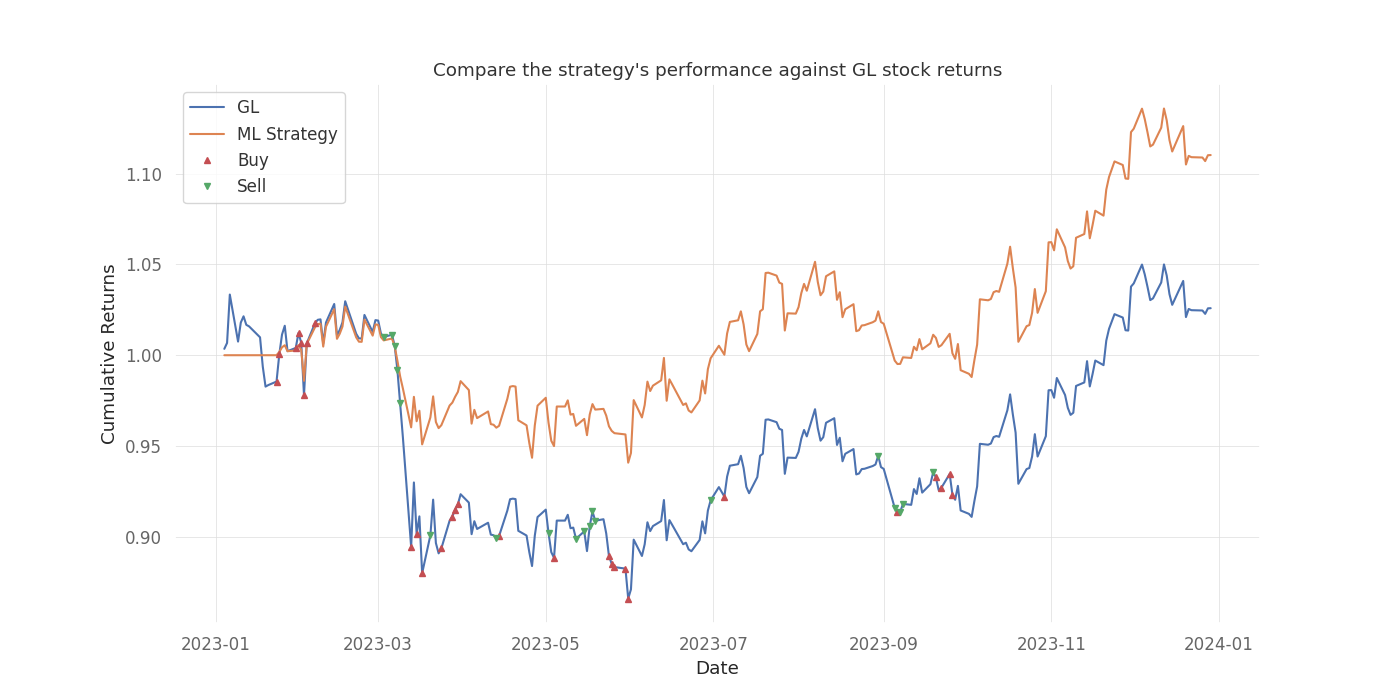 Compare the strategy's performance against GL stock returns
GL
ML Strategy
Buy
Sell
1.10
1.05
1.00
0.95
0.90
Cumulative Returns
2023-01
2023-03
2023-05
2023-07
2023-09
2023-11
2024-01
Date